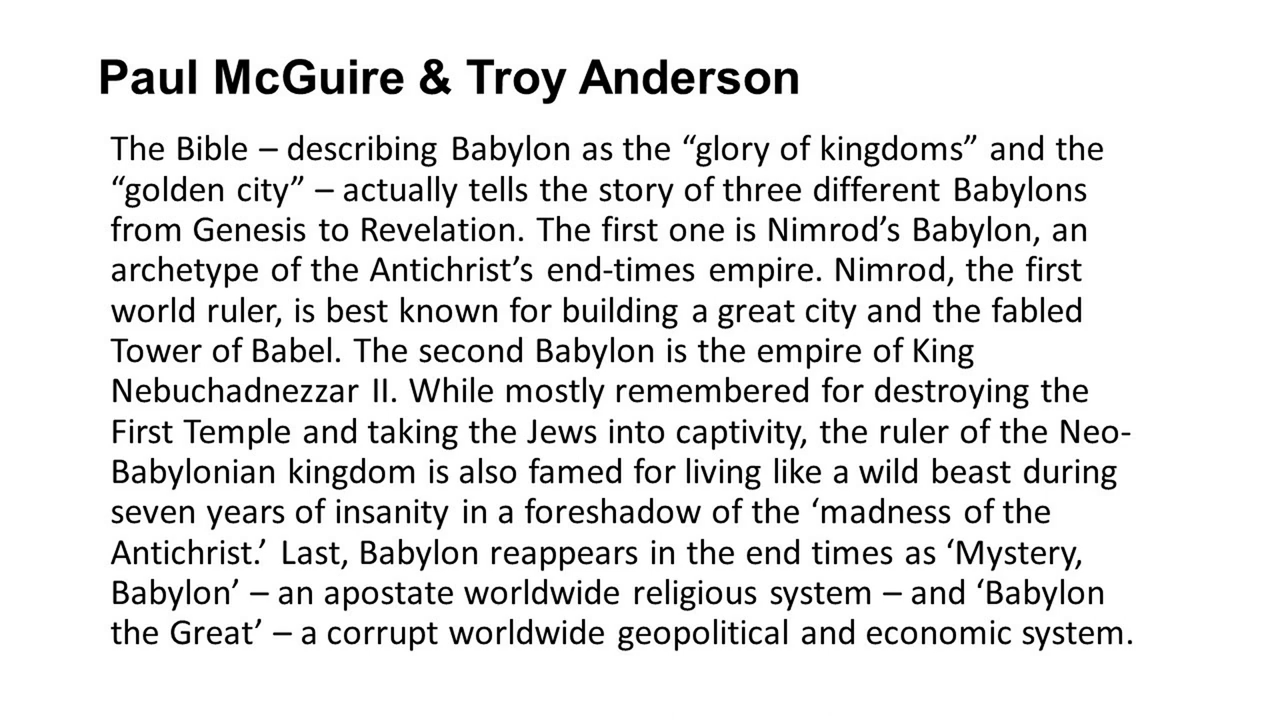 Paul McGuire & Troy Anderson
The Bible – describing Babylon as the “glory of kingdoms” and the
“golden city” – actually tells the story of three different Babylons
from Genesis to Revelation. The first one is Nimrod’s Babylon, an
archetype of the Antichrist’s end-times empire. Nimrod, the first
world ruler, is best known for building a great city and the fabled
Tower of Babel. The second Babylon is the empire of King
Nebuchadnezzar II. While mostly remembered for destroying the
First Temple and taking the Jews into captivity, the ruler of the Neo-
Babylonian kingdom is also famed for living like a wild beast during
seven years of insanity in a foreshadow of the ‘madness of the
Antichrist.’ Last, Babylon reappears in the end times as ‘Mystery,
Babylon’ – an apostate worldwide religious system – and ‘Babylon
the Great’ – a corrupt worldwide geopolitical and economic system.